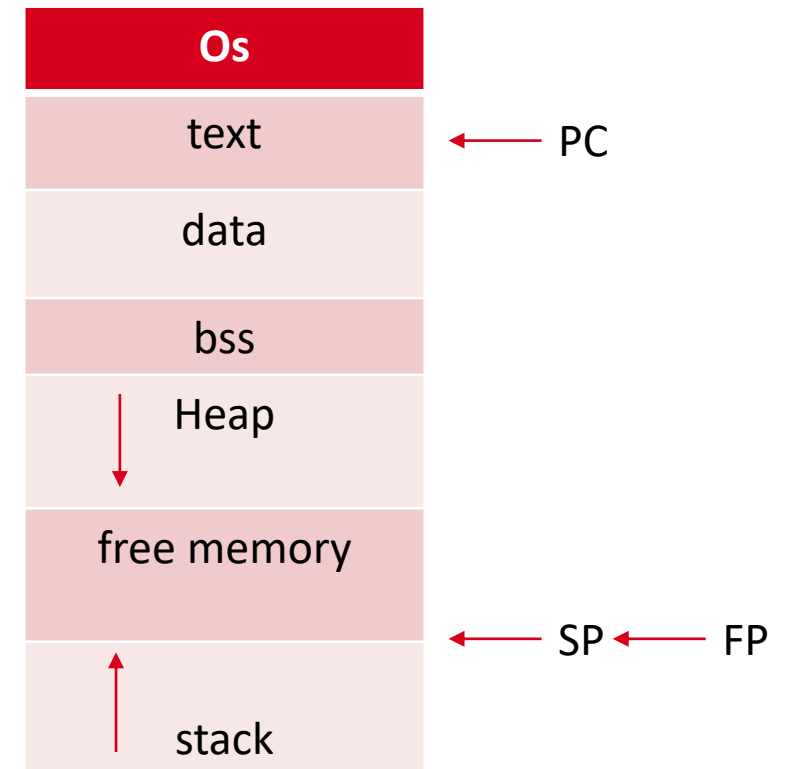 Os
text
PC
data
bss
Heap
free memory
SP
FP
stack